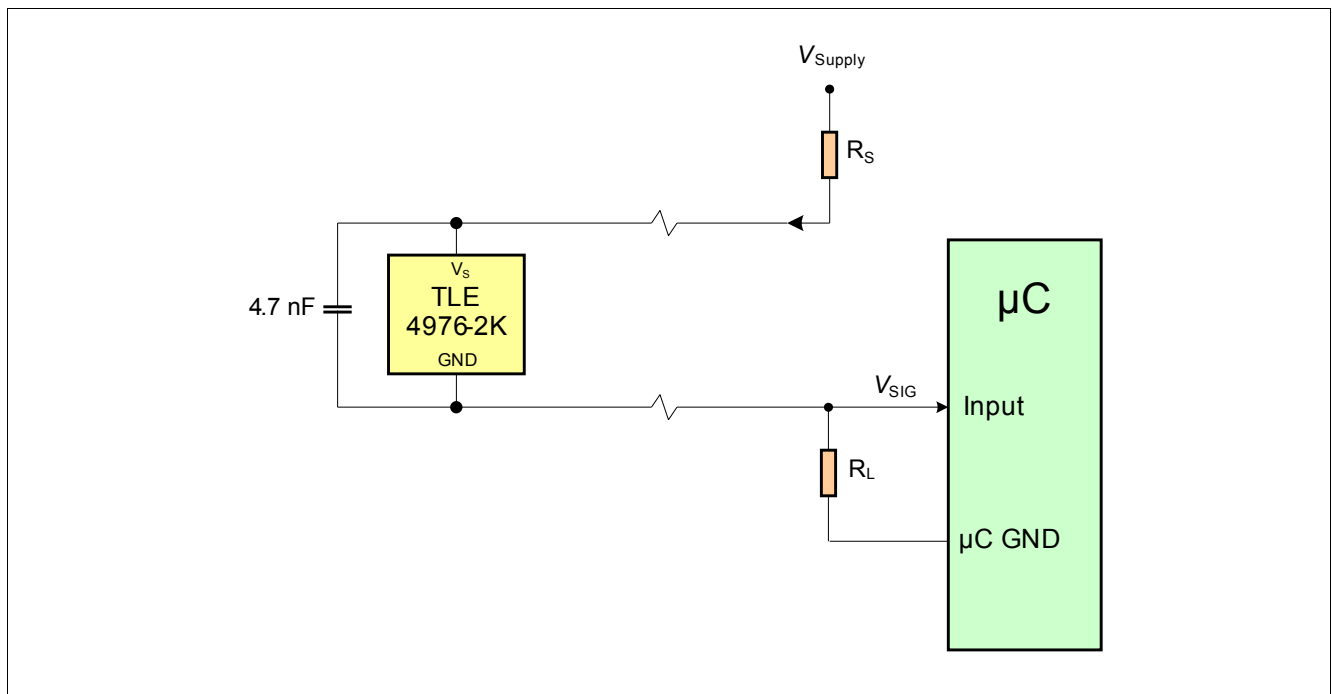 VSupply
RS
4.7 nF
VS
TLE
4976-2K
GND
µC
VSIG
Input
RL
µC GND